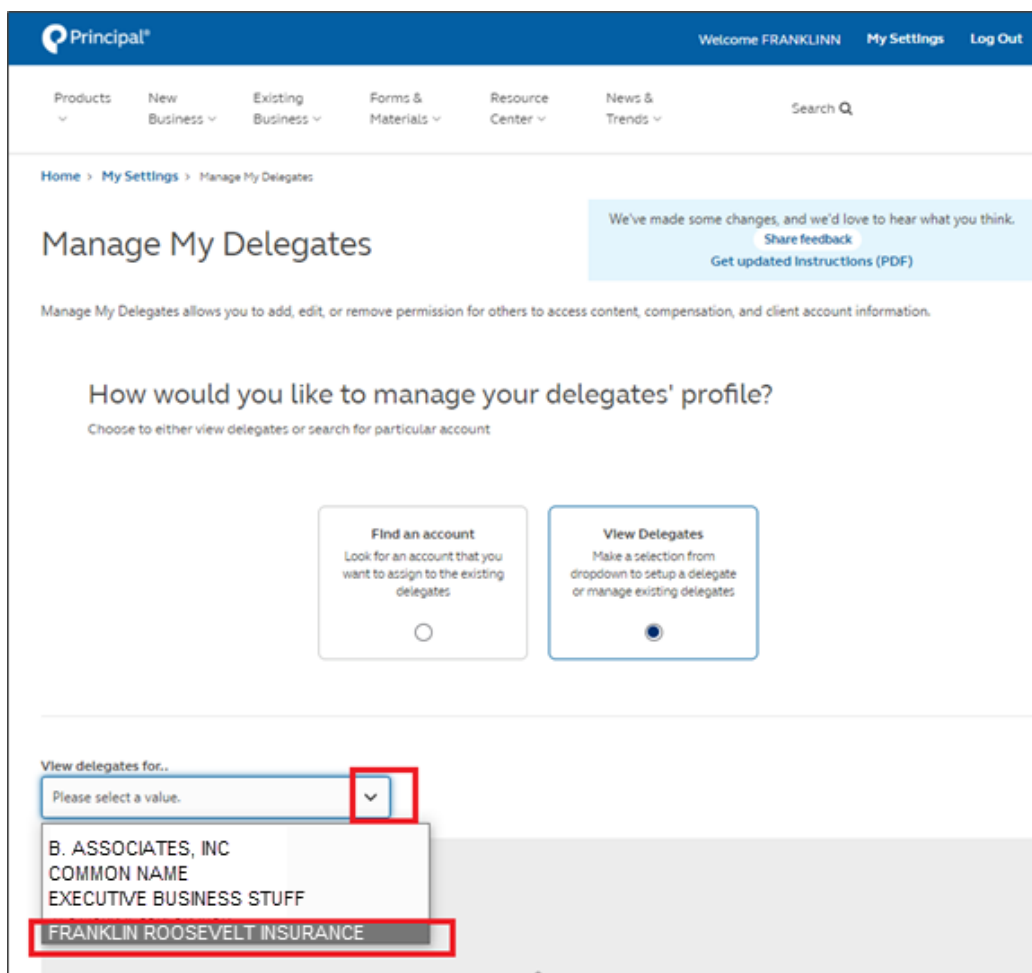 Principal®
Welcome FRANKLINN My Settings Log Out
Products New Existing Forms & Resource News &
Business Business Materials Center Trends Search
Home > My Settings > Manage My Delegates
We've made some changes, and we'd love to hear what you think.
Share feedback
Get updated Instructions (PDF)
Manage My Delegates
Manage My Delegates allows you to add, edit, or remove permission for others to access content, compensation, and client account information.
How would you like to manage your delegates' profile?
Choose to either view delegates or search for particular account
Find an account
Look for an account that you
want to assign to the existing
delegates
View Delegates
Make a selection from
dropdown to setup a delegate
or manage existing delegates
View delegates for..
Please select a value.
B. ASSOCIATES, INC
COMMON NAME
EXECUTIVE BUSINESS STUFF
FRANKLIN ROOSEVELT INSURANCE